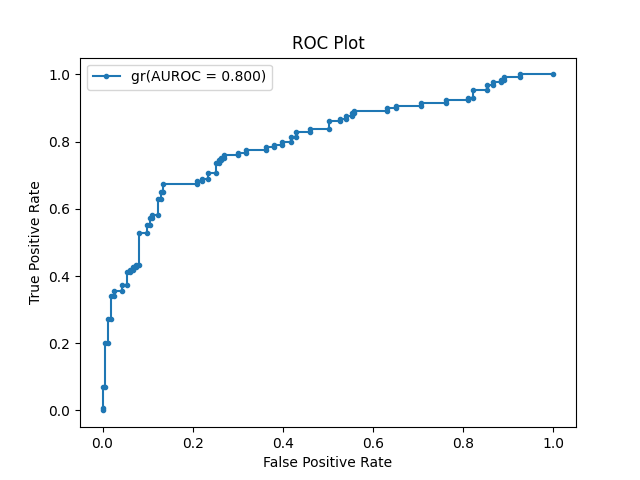 ROC Plot
gr(AUROC = 0.800)
True Positive Rate
1.0
0.8
0.6
0.4
0.2
0.0
0.0 0.2 0.4 0.6 0.8 1.0
False Positive Rate